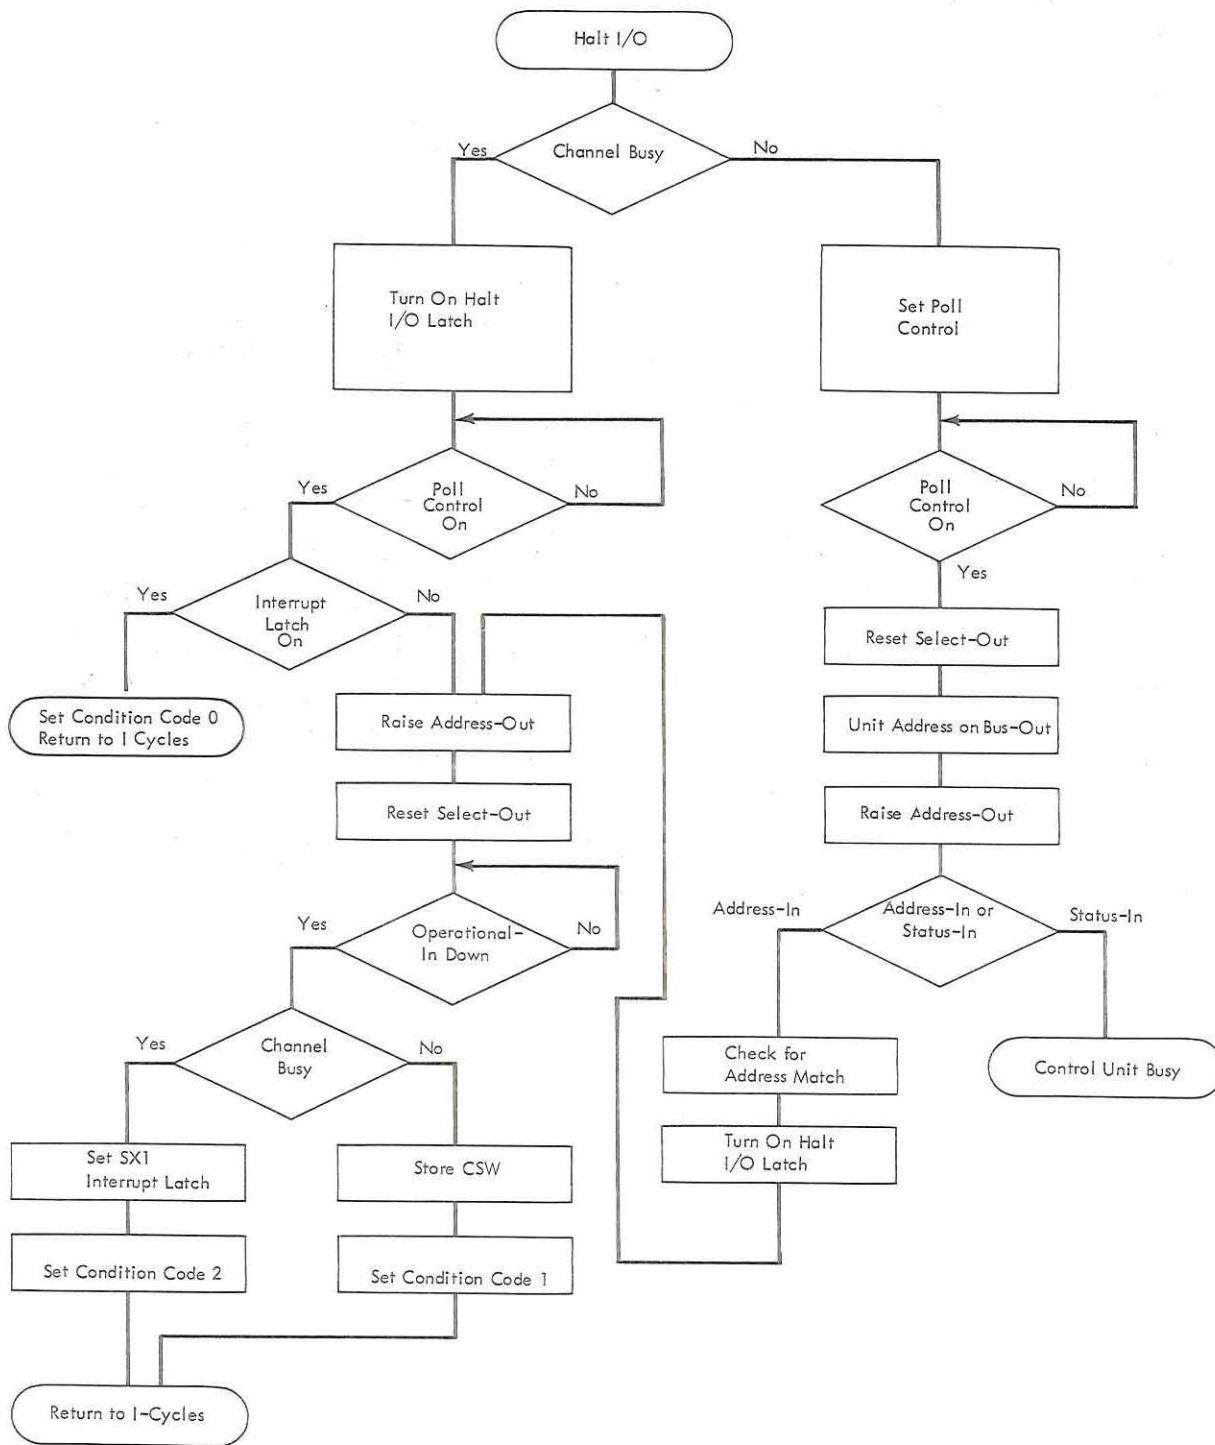 Halt I/O
Channel Busy
Yes
No
Turn On Halt
I/O Latch
Set Poll
Control
Yes
Poll
Control
On
No
Poll
Control
On
No
Yes
Yes
Interrupt
Latch
On
No
Reset Select-Out
Set Condition Code 0
Return to I Cycles
Raise Address-Out
Unit Address on Bus-Out
Reset Select-Out
Raise Address-Out
Yes
Operational-
In Down
No
Address-In
Address-In or
Status-In
Status-In
Yes
Channel
Busy
No
Check for
Address Match
Control Unit Busy
Set SX1
Interrupt Latch
Store CSW
Turn On Halt
I/O Latch
Set Condition Code 2
Set Condition Code 1
Return to I-Cycles